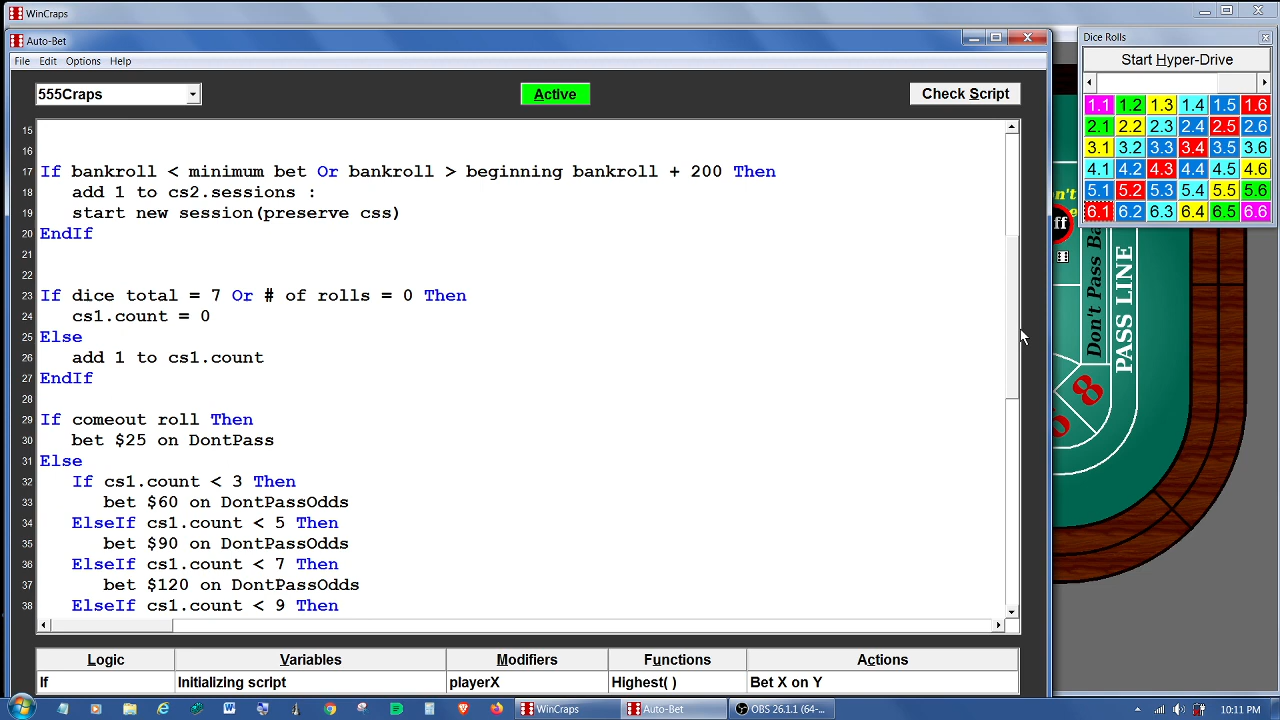 WinCraps
Auto-Bet
File Edit Options Help
555Craps
Active
Check Script
15
16
17 If bankroll < minimum bet Or bankroll > beginning bankroll + 200 Then
18 add 1 to cs2.sessions :
19 start new session(preserve css)
20 EndIf
21
22
23 If dice total = 7 Or # of rolls = 0 Then
24 cs1.count = 0
25 Else
26 add 1 to cs1.count
27 EndIf
28
29 If comeout roll Then
30 bet $25 on DontPass
31 Else
32 If cs1.count < 3 Then
33 bet $60 on DontPassOdds
34 ElseIf cs1.count < 5 Then
35 bet $90 on DontPassOdds
36 ElseIf cs1.count < 7 Then
37 bet $120 on DontPassOdds
38 ElseIf cs1.count < 9 Then
Logic Variables Modifiers Functions Actions
If Initializing script playerX Highest( ) Bet X on Y
Dice Rolls
Start Hyper-Drive
1.1 1.2 1.3 1.4 1.5 1.6
2.1 2.2 2.3 2.4 2.5 2.6
3.1 3.2 3.3 3.4 3.5 3.6
4.1 4.2 4.3 4.4 4.5 4.6
5.1 5.2 5.3 5.4 5.5 5.6
6.1 6.2 6.3 6.4 6.5 6.6
Don't Pass Ba
PASS LINE
8
WinCraps
Auto-Bet
OBS 26.1.1 (64-...
10:11 PM